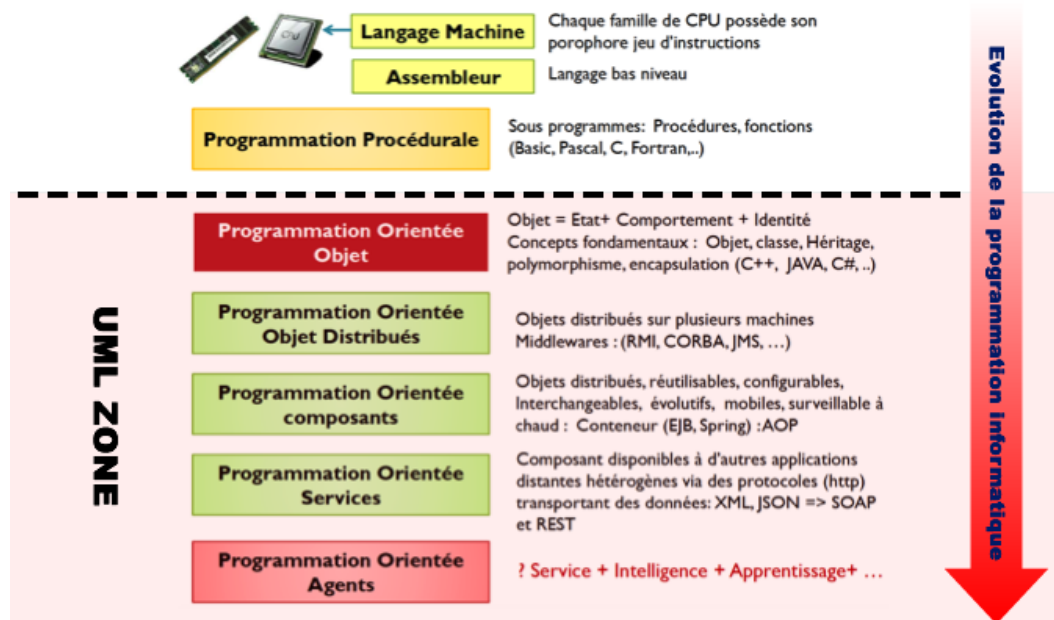 CPU
Langage Machine
Chaque famille de CPU possède son
porophore jeu d'instructions
Assembleur
Langage bas niveau
Programmation Procédurale
Sous programmes: Procédures, fonctions
(Basic, Pascal, C, Fortran,..)
Evolution de la programmation informatique
UML ZONE
Programmation Orientée
Objet
Objet = Etat+ Comportement + Identité
Concepts fondamentaux : Objet, classe, Héritage,
polymorphisme, encapsulation (C++, JAVA, C#, ..)
Programmation Orientée
Objet Distribués
Objets distribués sur plusieurs machines
Middlewares : (RMI, CORBA, JMS, …)
Programmation Orientée
composants
Objets distribués, réutilisables, configurables,
Interchangeables, évolutifs, mobiles, surveillable à
chaud : Conteneur (EJB, Spring) :AOP
Programmation Orientée
Services
Composant disponibles à d'autres applications
distantes hétérogènes via des protocoles (http)
transportant des données: XML, JSON => SOAP
et REST
Programmation Orientée
Agents
? Service + Intelligence + Apprentissage+ …